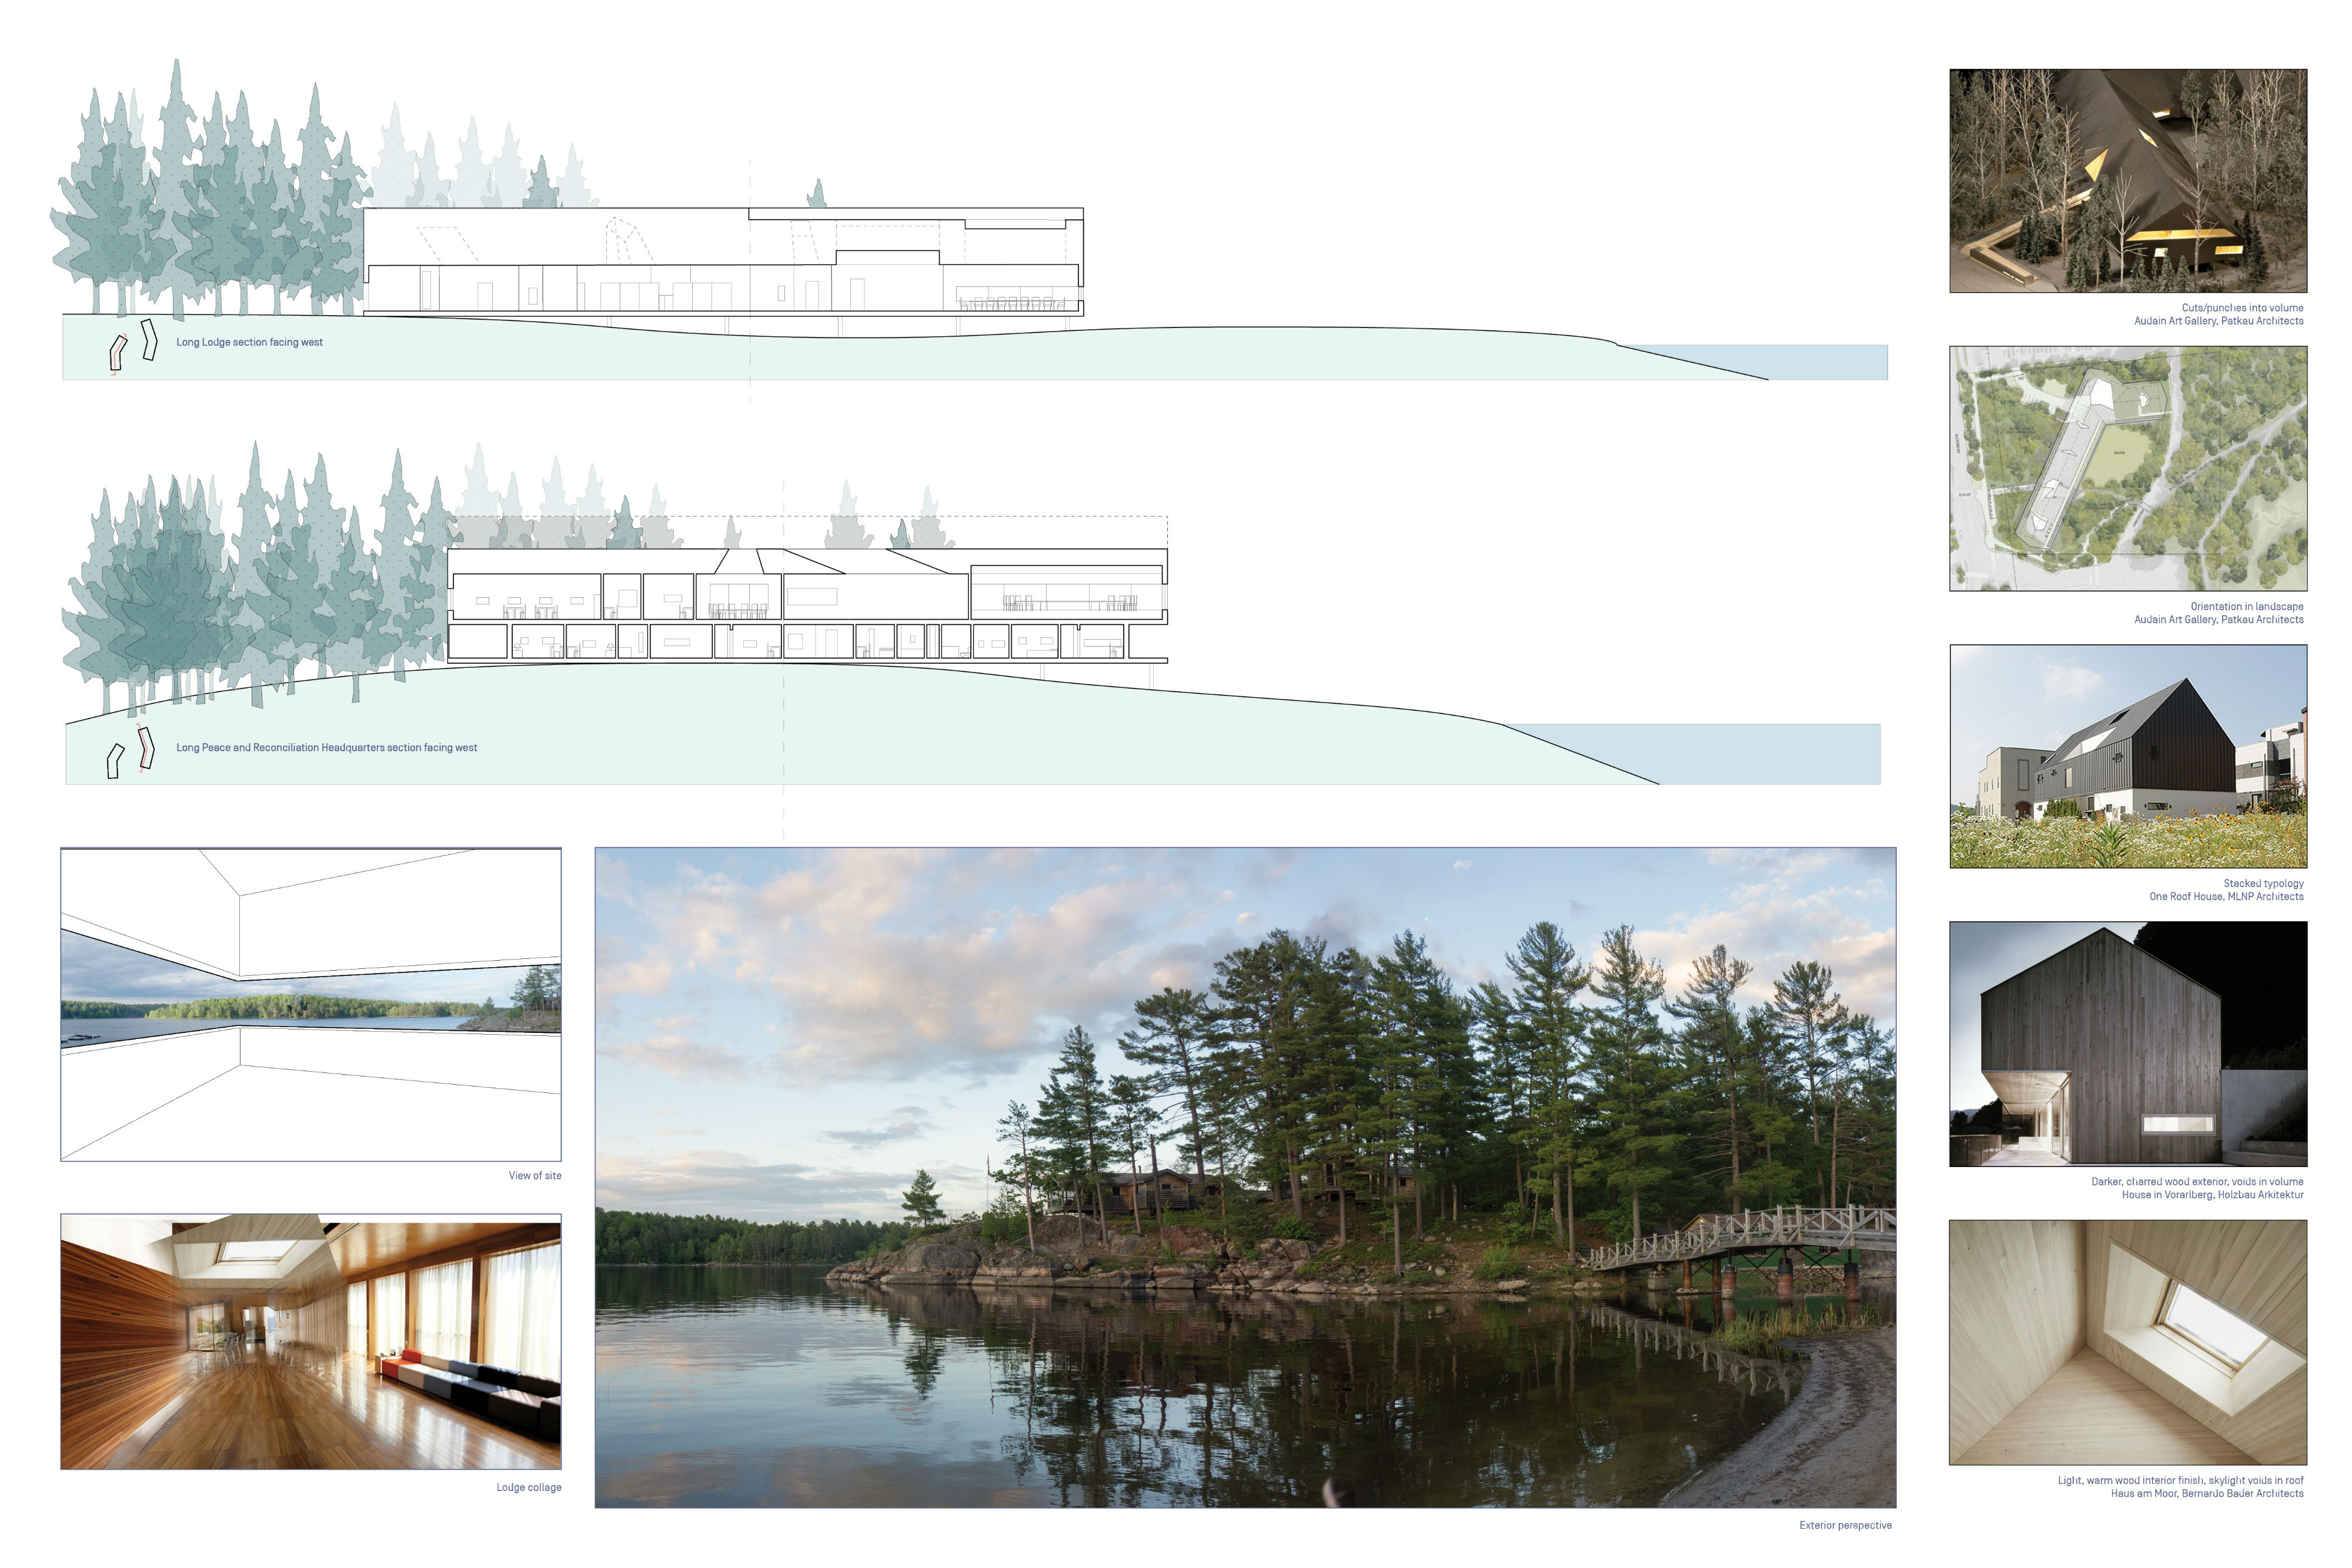 Long Lodge section facing west
Long Peace and Reconciliation Headquarters section facing west
View of site
Lodge collage
Exterior perspective
Cuts/punches into volume
Audain Art Gallery, Patkau Architects
Orientation in landscape
Audain Art Gallery, Patkau Architects
Stacked typology
One Roof House, MLNP Architects
Darker, charred wood exterior, voids in volume
House in Vorarlberg, Holzbau Arkitektur
Light, warm wood interior finish, skylight voids in roof
Haus am Moor, Bernardo Bader Architects